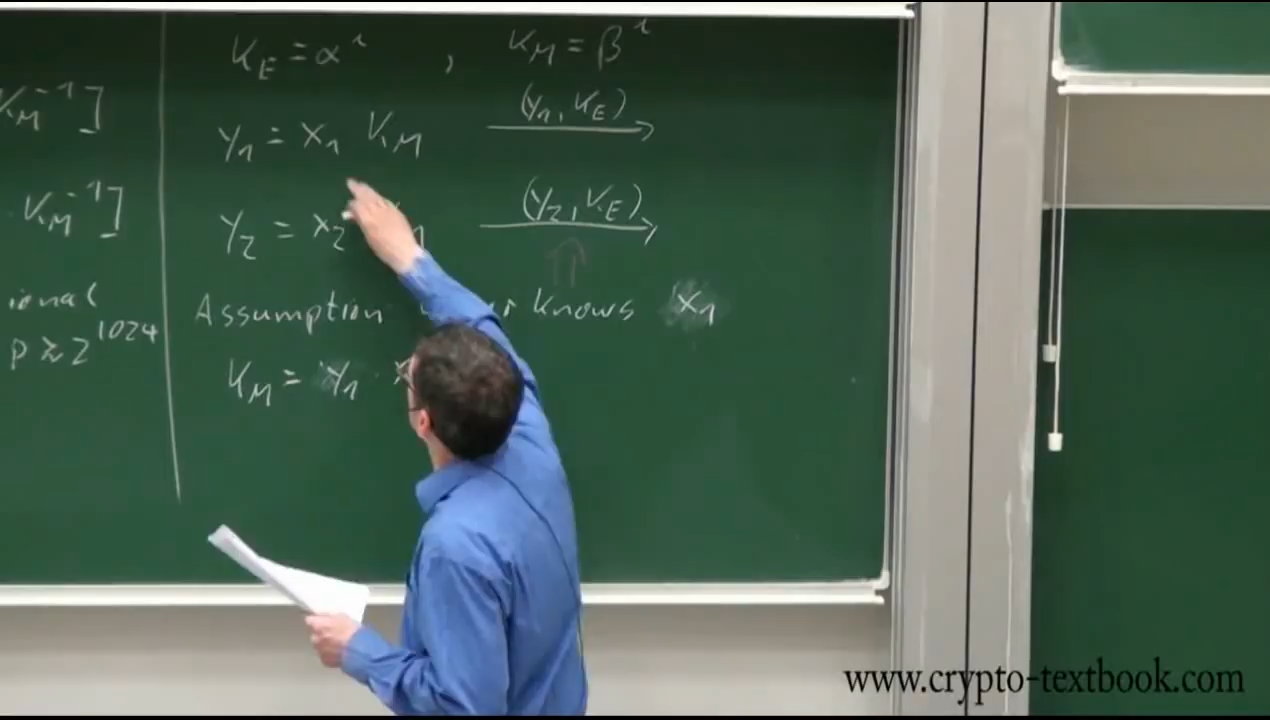 K_E = α^i , K_M = β^i
K_M^-1]
y_1 = x_1 K_M (y_1, K_E)
K_M^-1]
y_2 = x_2 (y_2, K_E)
ional
Assumption knows x_1
p ≈ 2^1024
K_M = y_1 ·
www.crypto-textbook.com